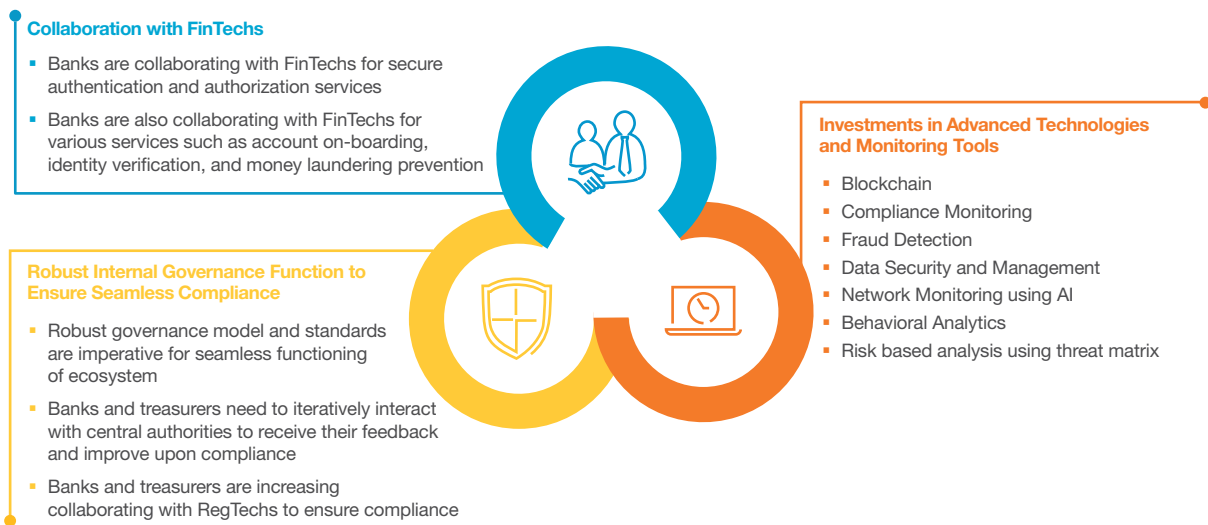 Collaboration with FinTechs
▪ Banks are collaborating with FinTechs for secure
authentication and authorization services
▪ Banks are also collaborating with FinTechs for
various services such as account on-boarding,
identity verification, and money laundering prevention
Investments in Advanced Technologies
and Monitoring Tools
▪ Blockchain
▪ Compliance Monitoring
▪ Fraud Detection
▪ Data Security and Management
▪ Network Monitoring using AI
▪ Behavioral Analytics
▪ Risk based analysis using threat matrix
Robust Internal Governance Function to
Ensure Seamless Compliance
▪ Robust governance model and standards
are imperative for seamless functioning
of ecosystem
▪ Banks and treasurers need to iteratively interact
with central authorities to receive their feedback
and improve upon compliance
▪ Banks and treasurers are increasing
collaborating with RegTechs to ensure compliance